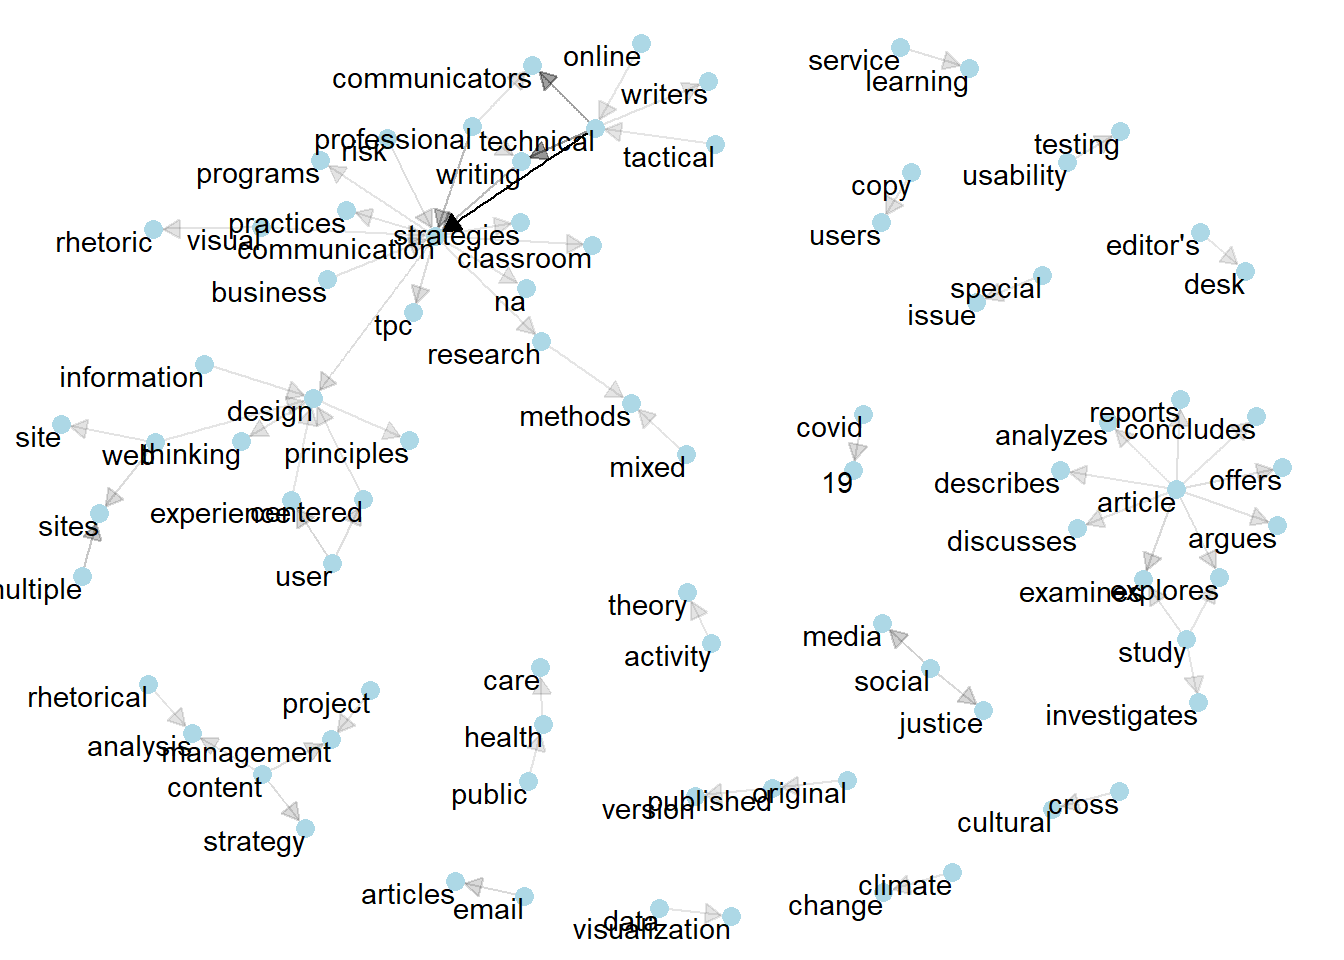 online
service
communicators
learning
writers
professional
technical
testing
risk
tactical
programs
writing
usability
copy
practices
rhetoric
visual
strategies
users
communication
editor's
classroom
business
na
special
desk
issue
tpc
research
information
design
methods
reports
site
web
thinking
principles
mixed
covid
analyzes
concludes
19
describes
offers
article
sites
experience
centered
discusses
argues
user
ultiple
theory
examines
explores
media
activity
study
care
social
rhetorical
project
justice
investigates
analysis
management
health
content
public
version
published
original
cross
strategy
cultural
articles
email
climate
change
data
visualization